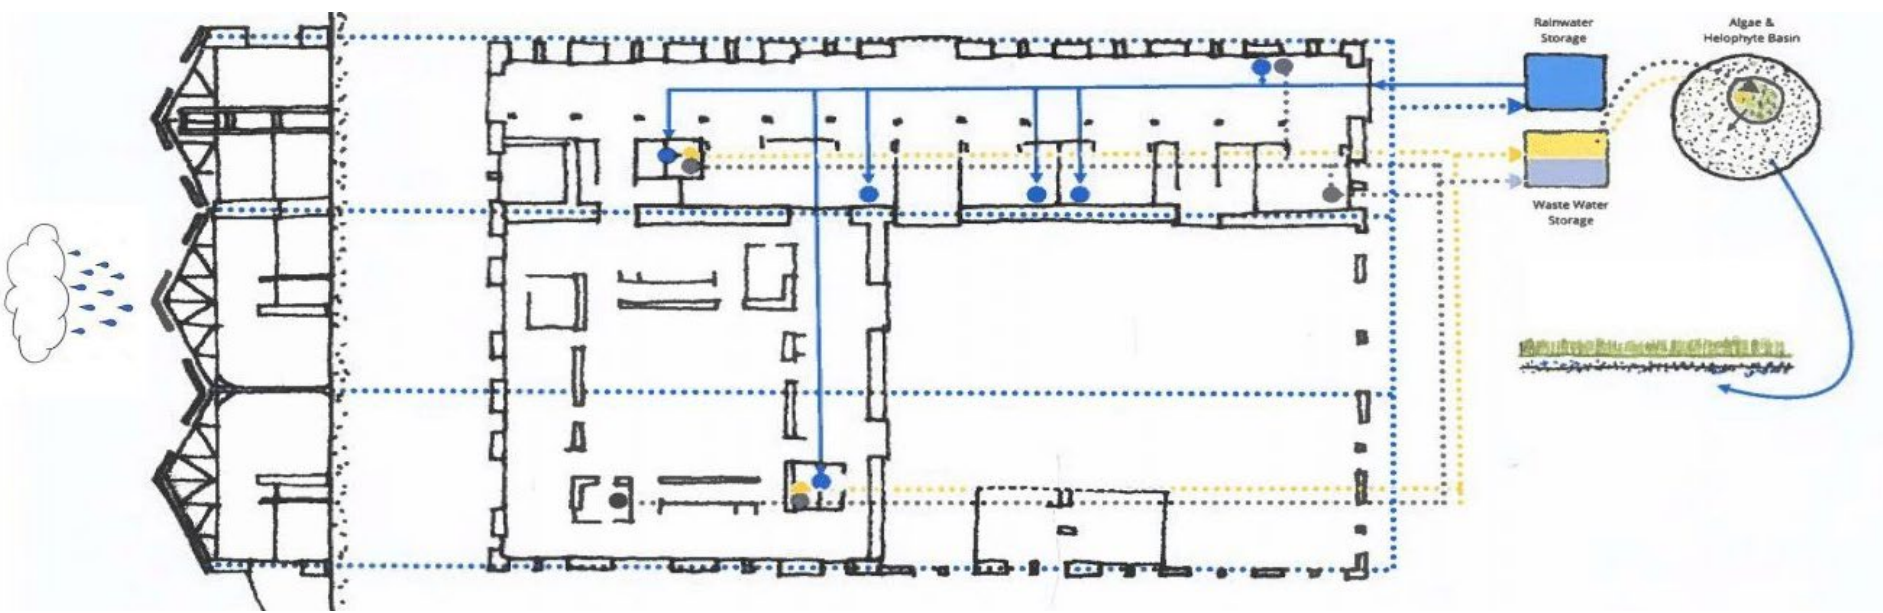 Rainwater
Storage
Algae &
Helophyte Basin
Waste Water
Storage